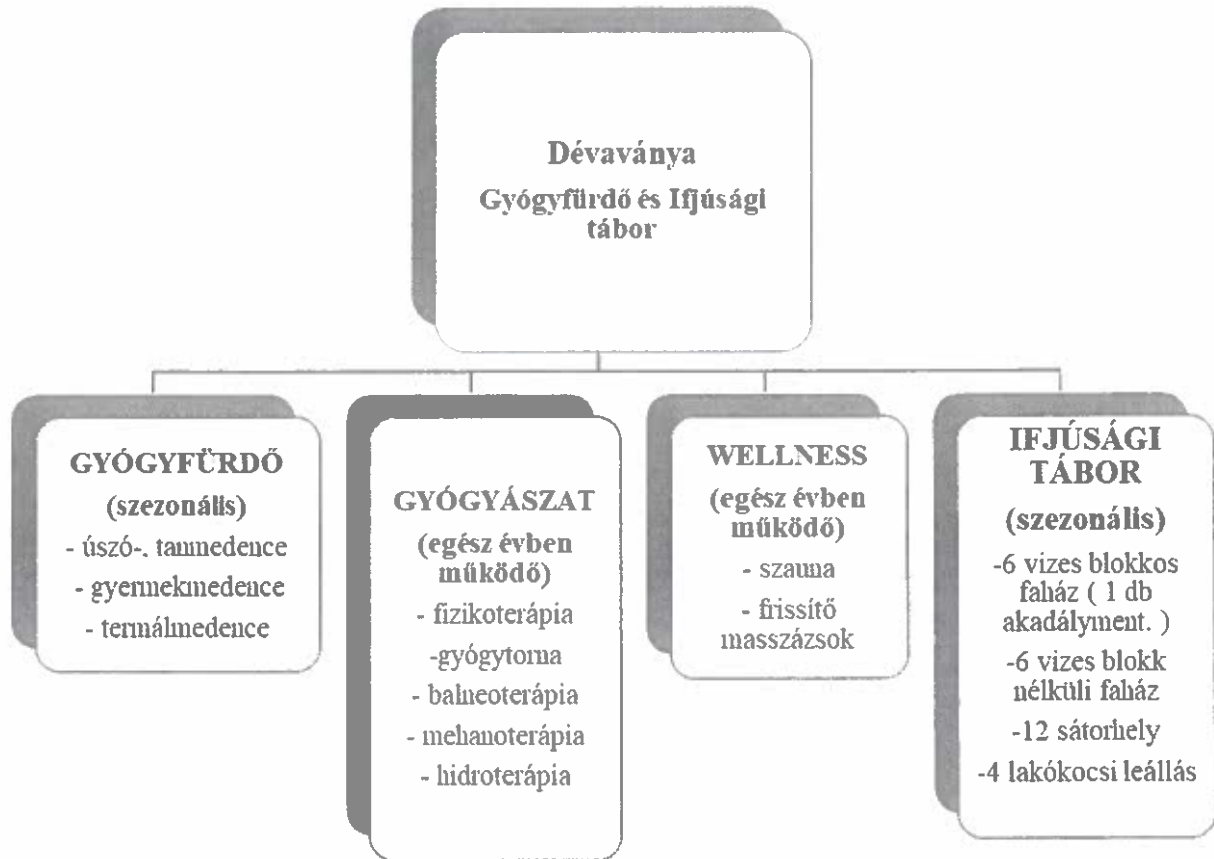 Dévaványa
Gyógyfürdő és Ifjúsági
tábor
GYÓGYFÜRDŐ
(szezonális)
- úszó-, tanmedence
- gyermekmedence
- termálmedence
GYÓGYÁSZAT
(egész évben
működő)
- fizikoterápia
-gyógytorna
- balneoterápia
- mehanoterápia
- hidroterápia
WELLNESS
(egész évben
működő)
- szauna
- frissítő
masszázsok
IFJÚSÁGI
TÁBOR
(szezonális)
-6 vizes blokkos
faház ( 1 db
akadályment. )
-6 vizes blokk
nélküli faház
-12 sátorhely
-4 lakókocsi leállás